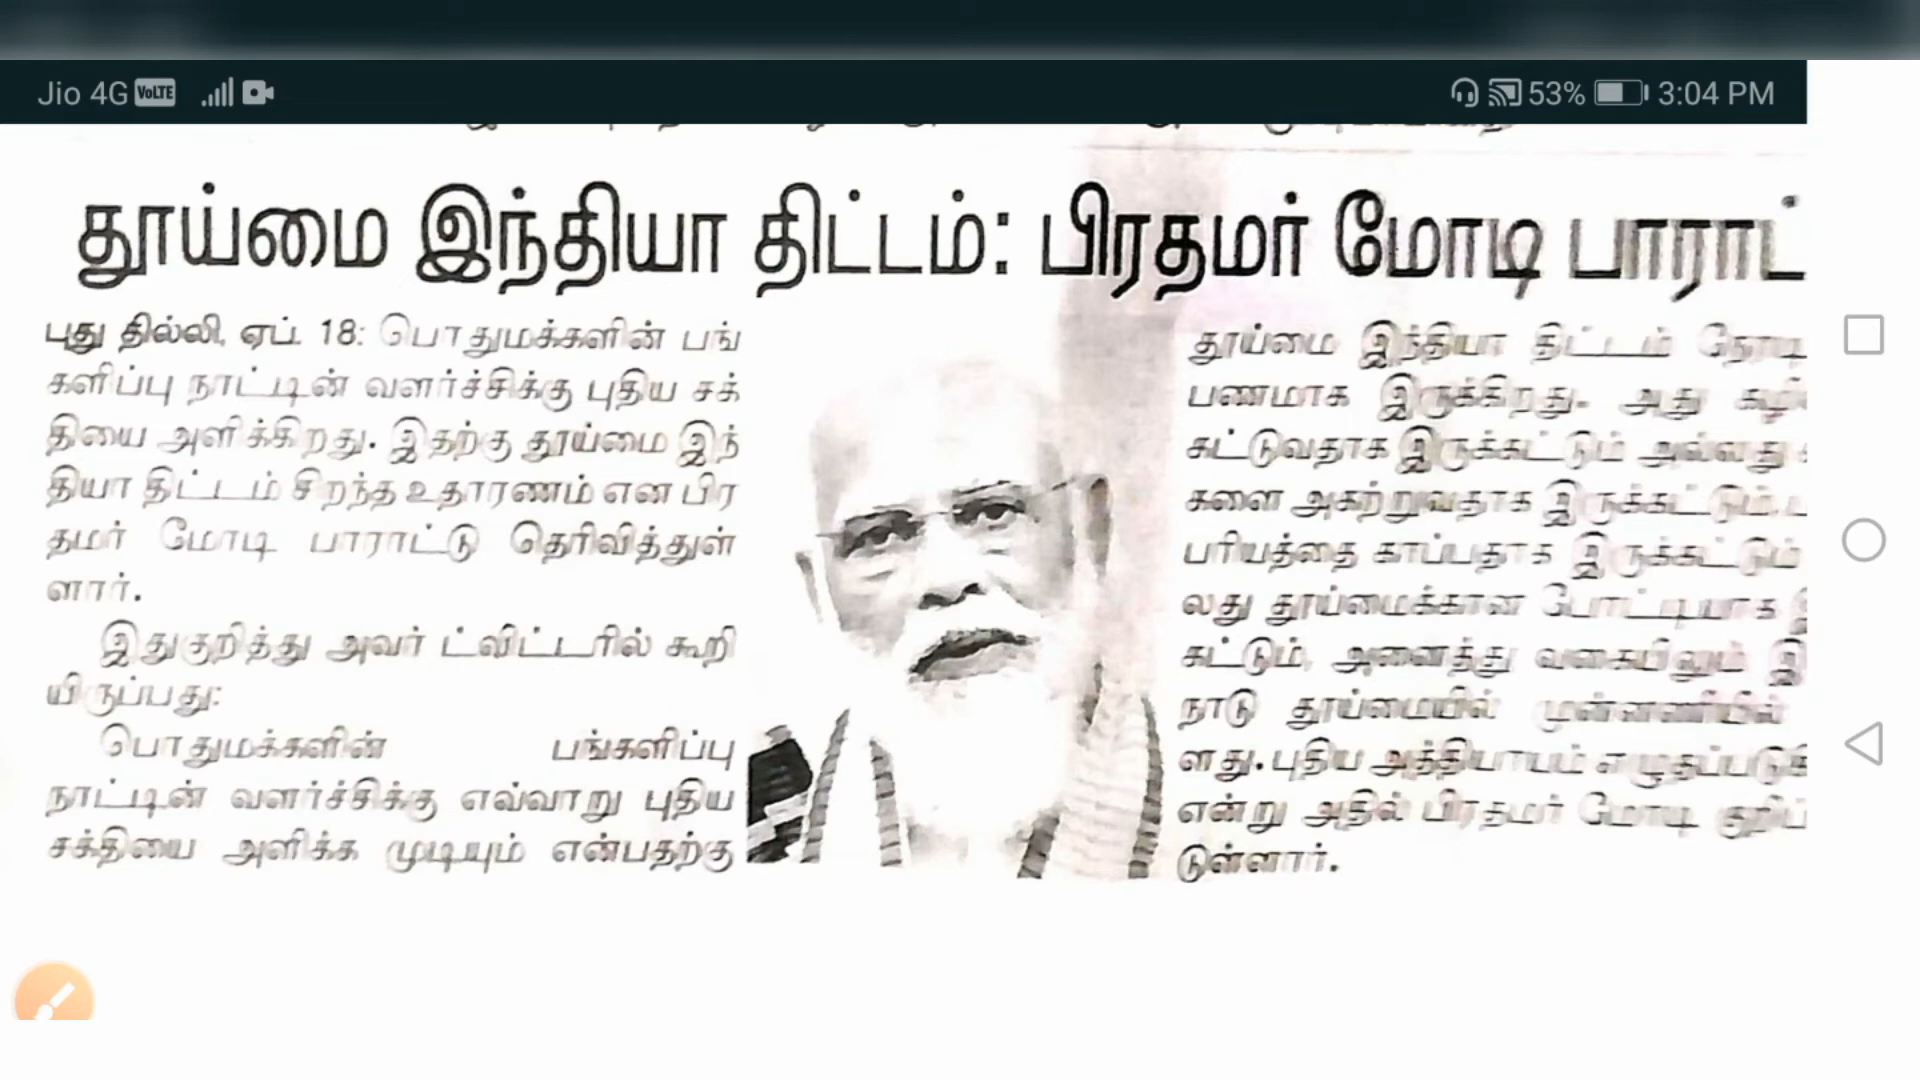 Jio 4G VoLTE
53% 3:04 PM
தூய்மை இந்தியா திட்டம்: பிரதமர் மோடி பாராட்
புது தில்லி, ஏப். 18: பொதுமக்களின் பங்
களிப்பு நாட்டின் வளர்ச்சிக்கு புதிய சக்
தியை அளிக்கிறது. இதற்கு தூய்மை இந்
தியா திட்டம் சிறந்த உதாரணம் என பிர
தமர் மோடி பாராட்டு தெரிவித்துள்
ளார்.
இதுகுறித்து அவர் ட்விட்டரில் கூறி
யிருப்பது:
பொதுமக்களின் பங்களிப்பு
நாட்டின் வளர்ச்சிக்கு எவ்வாறு புதிய
சக்தியை அளிக்க முடியும் என்பதற்கு
தூய்மை இந்தியா திட்டம் நேரடி
பணமாக இருக்கிறது. அது கழி
கட்டுவதாக இருக்கட்டும் அல்லது
களை அகற்றுவதாக இருக்கட்டும்,
பரியத்தை காப்பதாக இருக்கட்டும்
லது தூய்மைக்கான போட்டியாக
கட்டும், அனைத்து வகையிலும்
நாடு தூய்மையில் முன்னணியில்
ளது. புதிய அத்தியாயம் எழுதப்படுகி
என்று அதில் பிரதமர் மோடி குறிப்
டுள்ளார்.